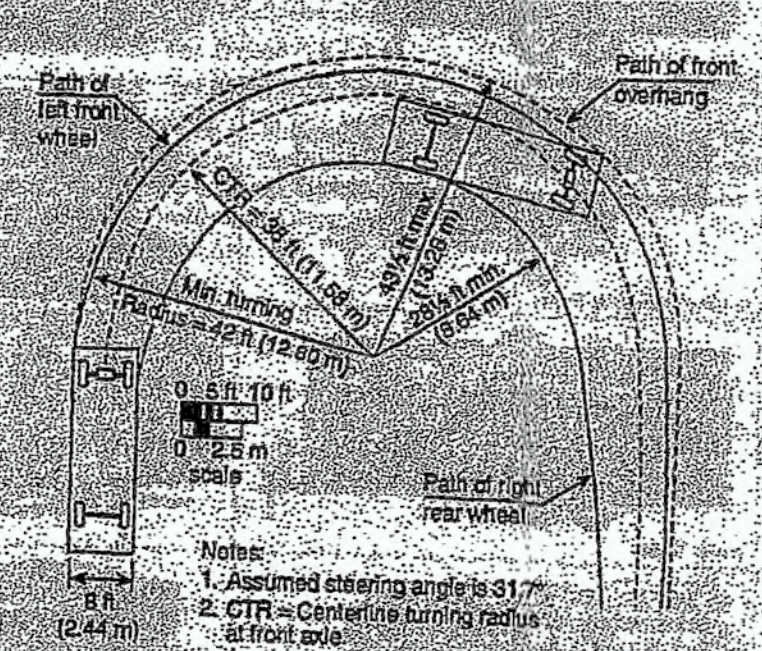 Path of
left front
wheel
Path of front
overhang
CTR = 38 ft (11.58 m)
43½ ft max.
(13.26 m)
28½ ft min.
(8.64 m)
Min. turning
Radius = 42 ft (12.80 m)
0 5 ft 10 ft
0 2.5 m
scale
Path of right
rear wheel
8 ft
(2.44 m)
Notes:
1. Assumed steering angle is 31.7°
2. CTR = Centerline turning radius
at front axle